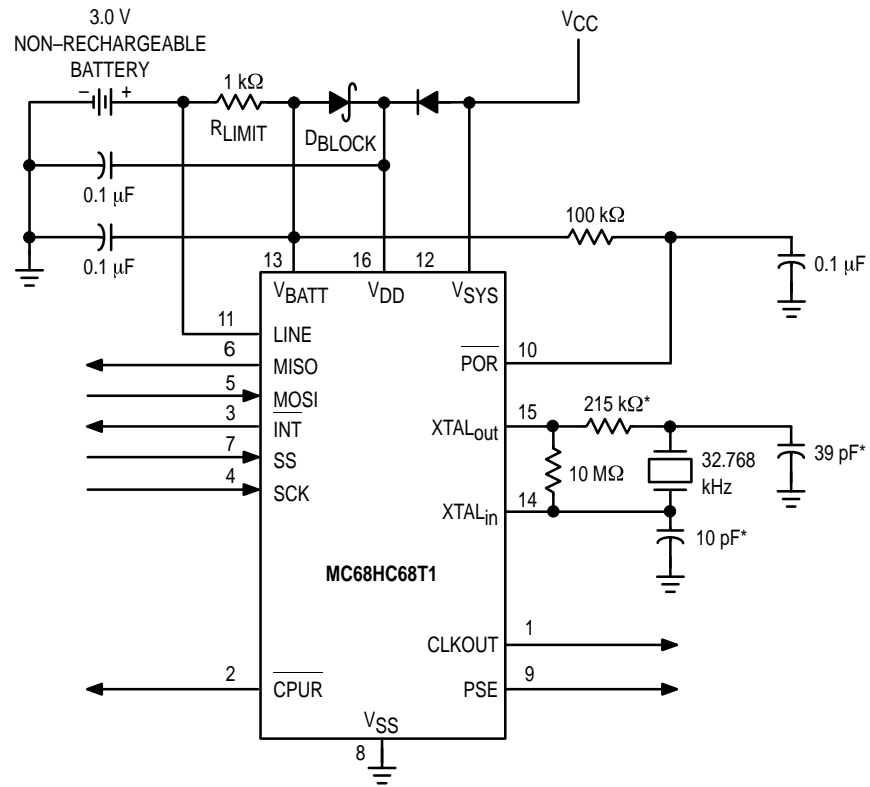 3.0 V
NON–RECHARGEABLE
BATTERY
VCC
– +
1 kΩ
RLIMIT
DBLOCK
0.1 µF
0.1 µF
100 kΩ
0.1 µF
13
16
12
VBATT
VDD
VSYS
11
LINE
6
MISO
POR
10
5
MOSI
3
INT
XTALout
15
215 kΩ*
7
SS
10 MΩ
32.768
kHz
39 pF*
4
SCK
XTALin
14
10 pF*
MC68HC68T1
CLKOUT
1
2
CPUR
PSE
9
VSS
8